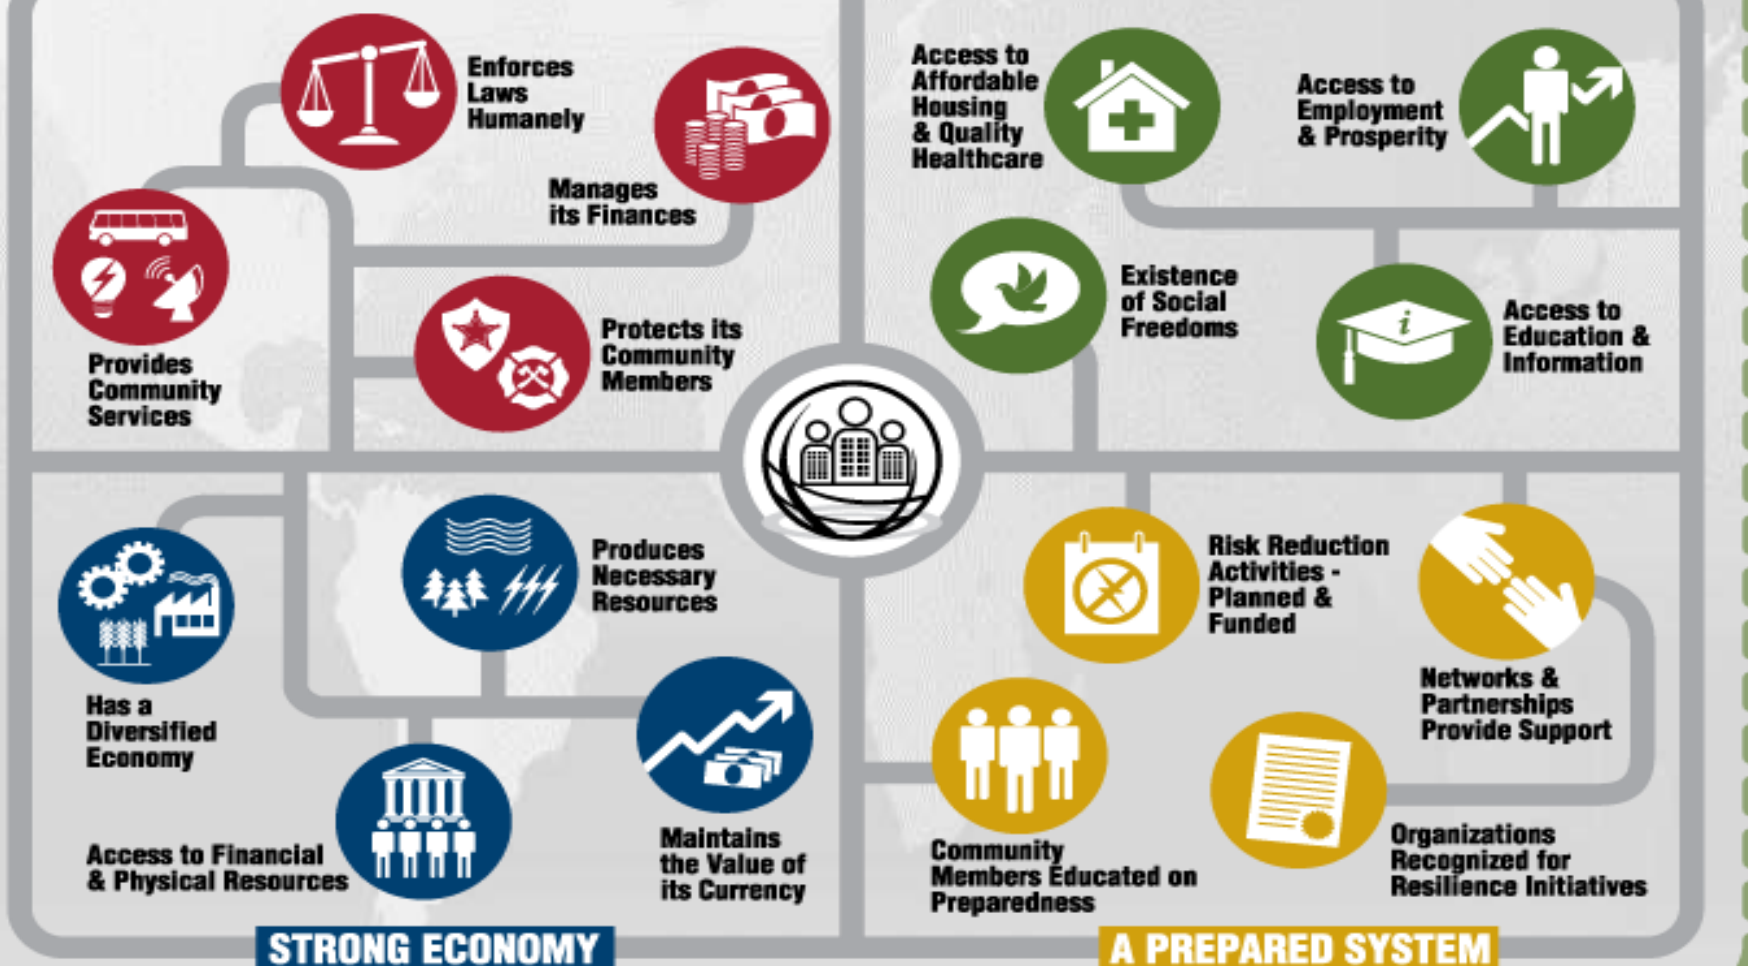 Enforces
Laws
Humanely
Manages
its Finances
Provides
Community
Services
Protects its
Community
Members
Access to
Affordable
Housing
& Quality
Healthcare
Access to
Employment
& Prosperity
Existence
of Social
Freedoms
i
Access to
Education &
Information
Has a
Diversified
Economy
Produces
Necessary
Resources
Access to Financial
& Physical Resources
Maintains
the Value of
its Currency
STRONG ECONOMY
Risk Reduction
Activities -
Planned &
Funded
Networks &
Partnerships
Provide Support
Community
Members Educated on
Preparedness
Organizations
Recognized for
Resilience Initiatives
A PREPARED SYSTEM